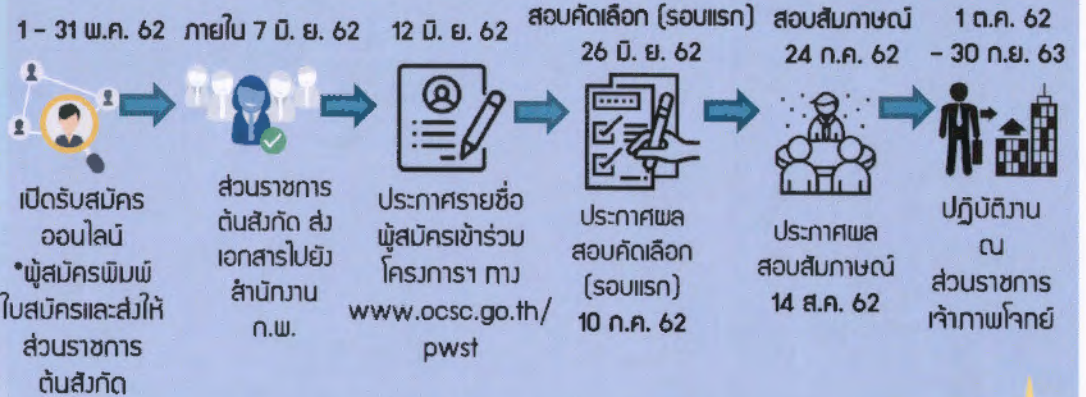 1 – 31 พ.ค. 62
เปิดรับสมัคร
ออนไลน์
*ผู้สมัครพิมพ์
ใบสมัครและส่งให้
ส่วนราชการ
ต้นสังกัด
ภายใน 7 มิ. ย. 62
ส่วนราชการ
ต้นสังกัด ส่ง
เอกสารไปยัง
สำนักงาน
ก.พ.
12 มิ. ย. 62
ประกาศรายชื่อ
ผู้สมัครเข้าร่วม
โครงการฯ ทาง
www.ocsc.go.th/
pwst
สอบคัดเลือก (รอบแรก)
26 มิ. ย. 62
ประกาศผล
สอบคัดเลือก
(รอบแรก)
10 ก.ค. 62
สอบสัมภาษณ์
24 ก.ค. 62
ประกาศผล
สอบสัมภาษณ์
14 ส.ค. 62
1 ต.ค. 62
– 30 ก.ย. 63
ปฏิบัติงาน
ณ
ส่วนราชการ
เจ้าภาพโจทย์